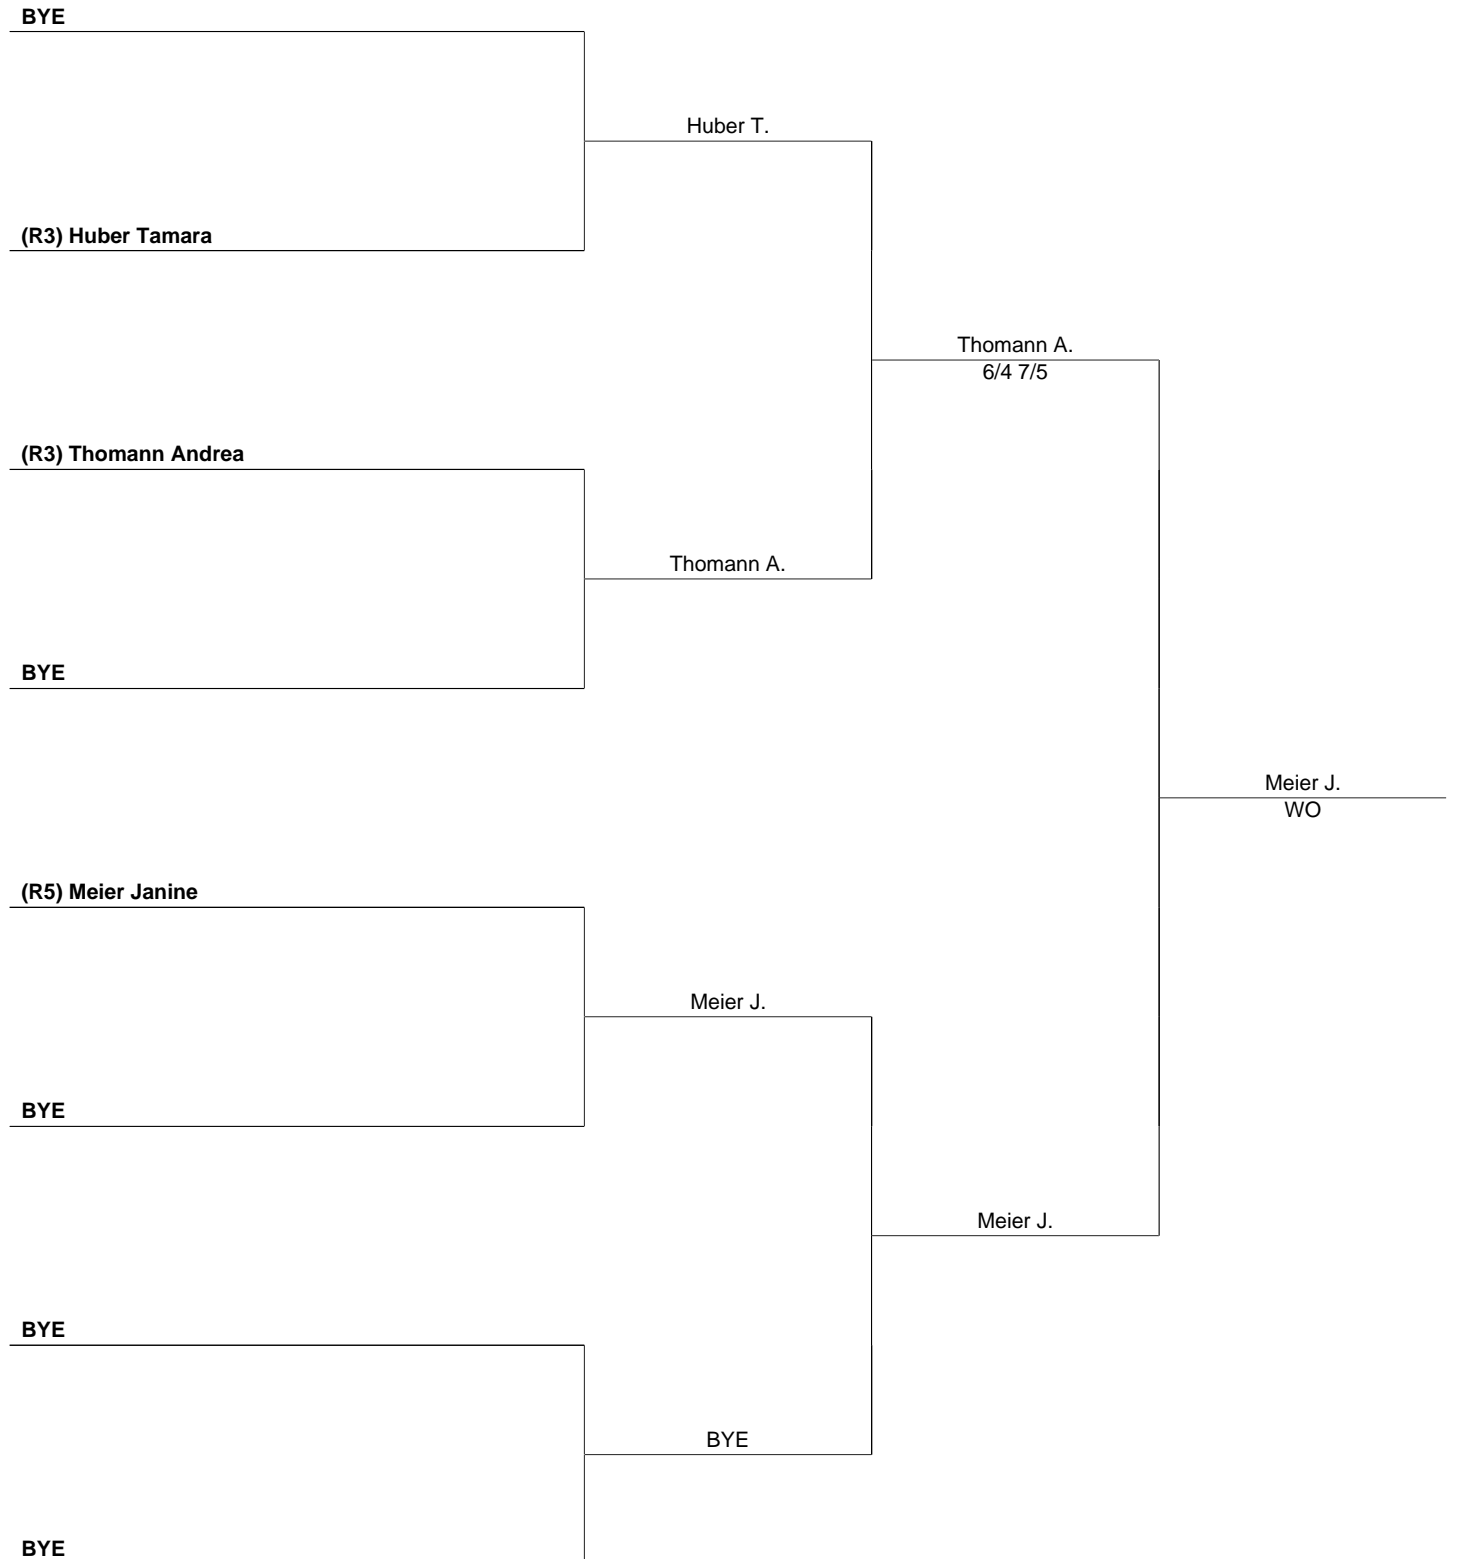 BYE
Huber T.
(R3) Huber Tamara
Thomann A.
6/4 7/5
(R3) Thomann Andrea
Thomann A.
BYE
Meier J.
WO
(R5) Meier Janine
Meier J.
BYE
Meier J.
BYE
BYE
BYE